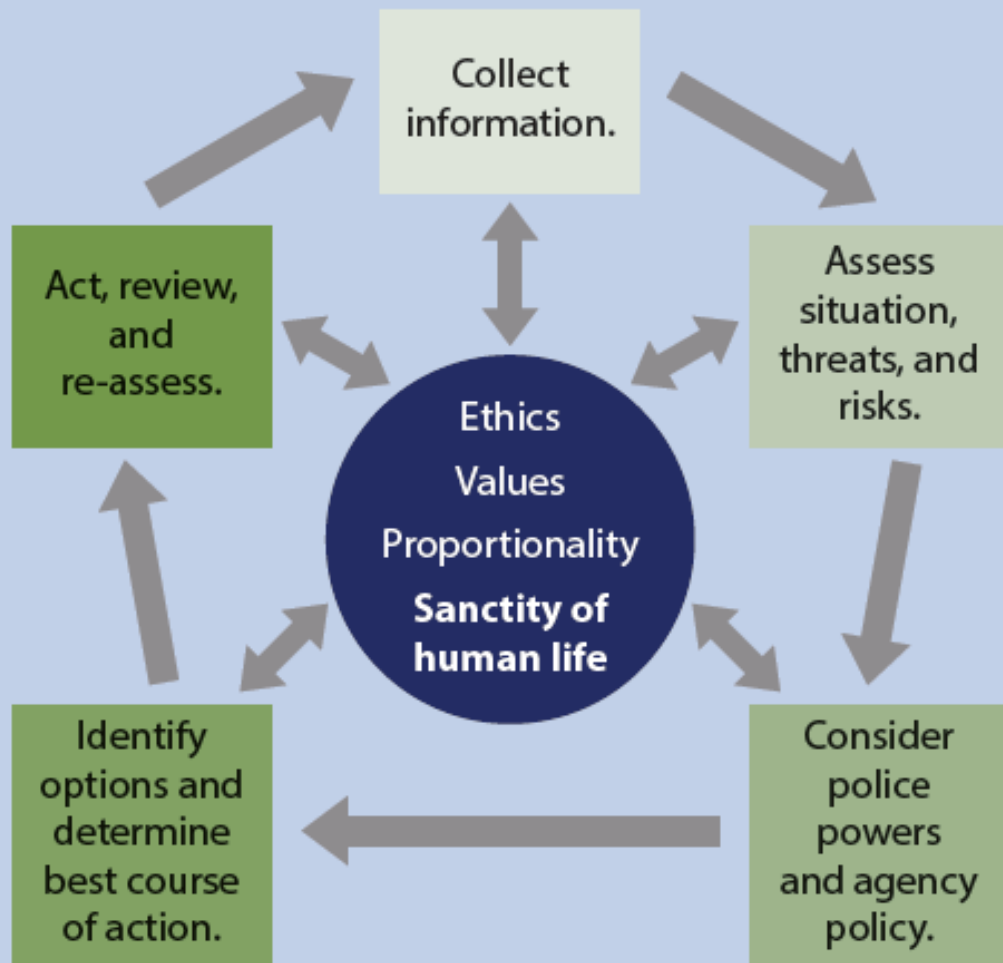 Collect
information.
Assess
situation,
threats, and
risks.
Consider
police
powers
and agency
policy.
Identify
options and
determine
best course
of action.
Act, review,
and
re-assess.
Ethics
Values
Proportionality
Sanctity of
human life